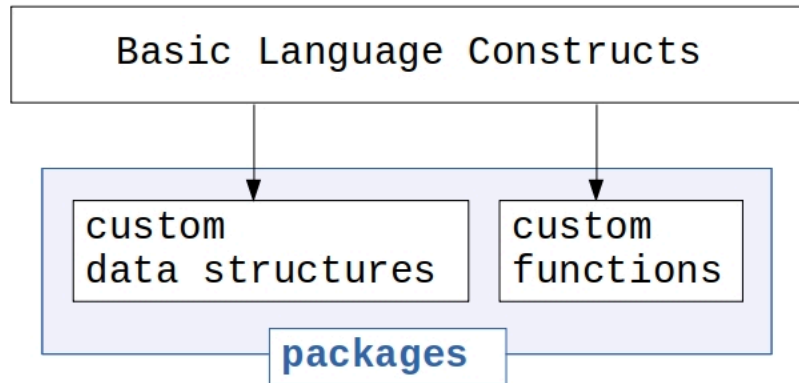 Basic Language Constructs
custom
data structures
custom
functions
packages